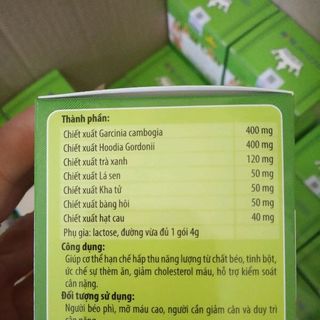 Thành phần:
Chiết xuất Garcinia cambogia 400 mg
Chiết xuất Hoodia Gordonii 400 mg
Chiết xuất trà xanh 120 mg
Chiết xuất Lá sen 50 mg
Chiết xuất Kha tử 50 mg
Chiết xuất bàng hôi 50 mg
Chiết xuất hạt cau 40 mg
Phụ gia: lactose, đường vừa đủ 1 gói 4g
Công dụng:
Giúp cơ thể hạn chế hấp thu năng lượng từ chất béo, tinh bột,
ức chế sự thèm ăn, giảm cholesterol máu, hỗ trợ kiểm soát
cân nặng.
Đối tượng sử dụng:
Người béo phì, mỡ máu cao, người cần giảm cân và duy trì
cân nặng.